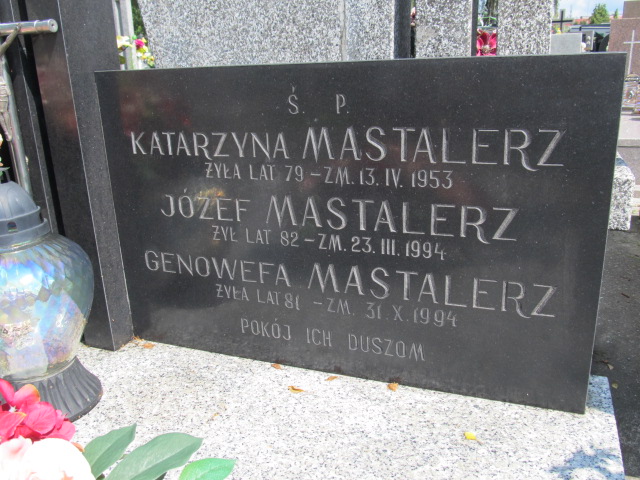 Ś. P.
KATARZYNA MASTALERZ
ŻYŁA LAT 79 – ZM. 13. IV. 1953
JÓZEF MASTALERZ
ŻYŁ LAT 82 – ZM. 23. III. 1994
GENOWEFA MASTALERZ
ŻYŁA LAT 81 – ZM. 31. X. 1994
POKÓJ ICH DUSZOM